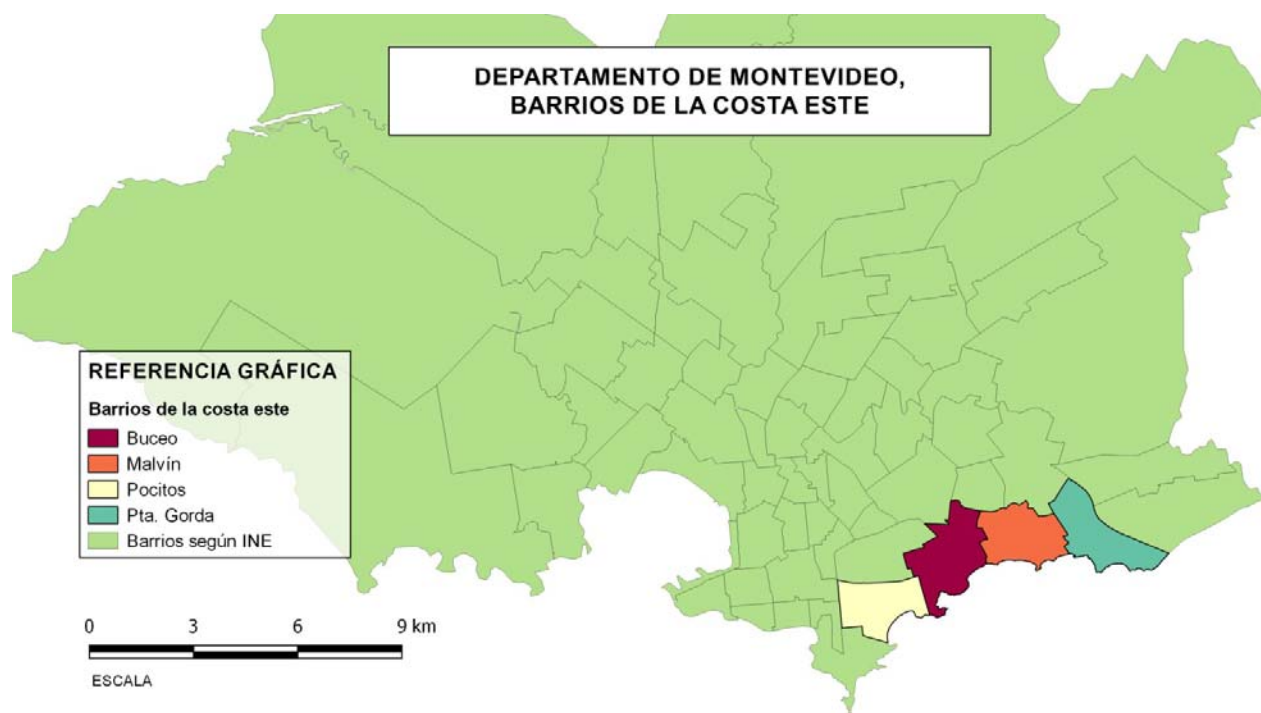 DEPARTAMENTO DE MONTEVIDEO,
BARRIOS DE LA COSTA ESTE
REFERENCIA GRÁFICA
Barrios de la costa este
Buceo
Malvín
Pocitos
Pta. Gorda
Barrios según INE
0 3 6 9 km
ESCALA